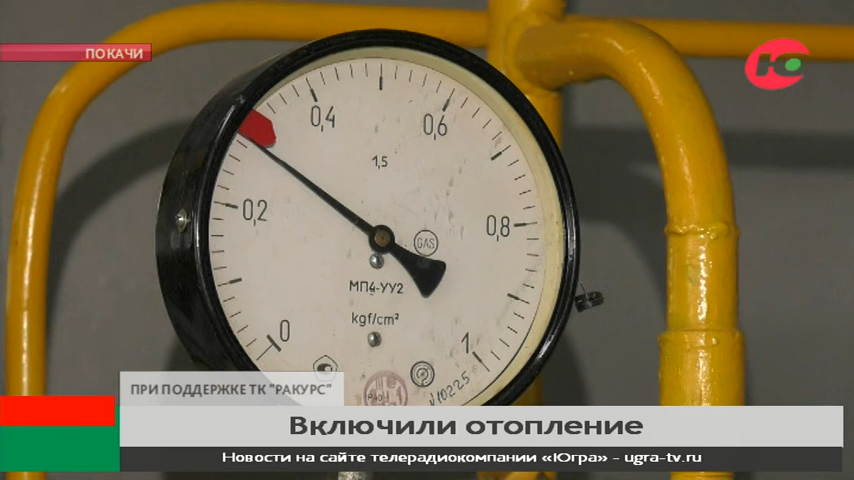 ПОКАЧИ
Ю
0,4
0,6
1,5
0,2
0,8
GAS
МП4-УУ2
kgf/cm²
0
1
V10225
ПРИ ПОДДЕРЖКЕ ТК "РАКУРС"
Включили отопление
Новости на сайте телерадиокомпании «Югра» - ugra-tv.ru